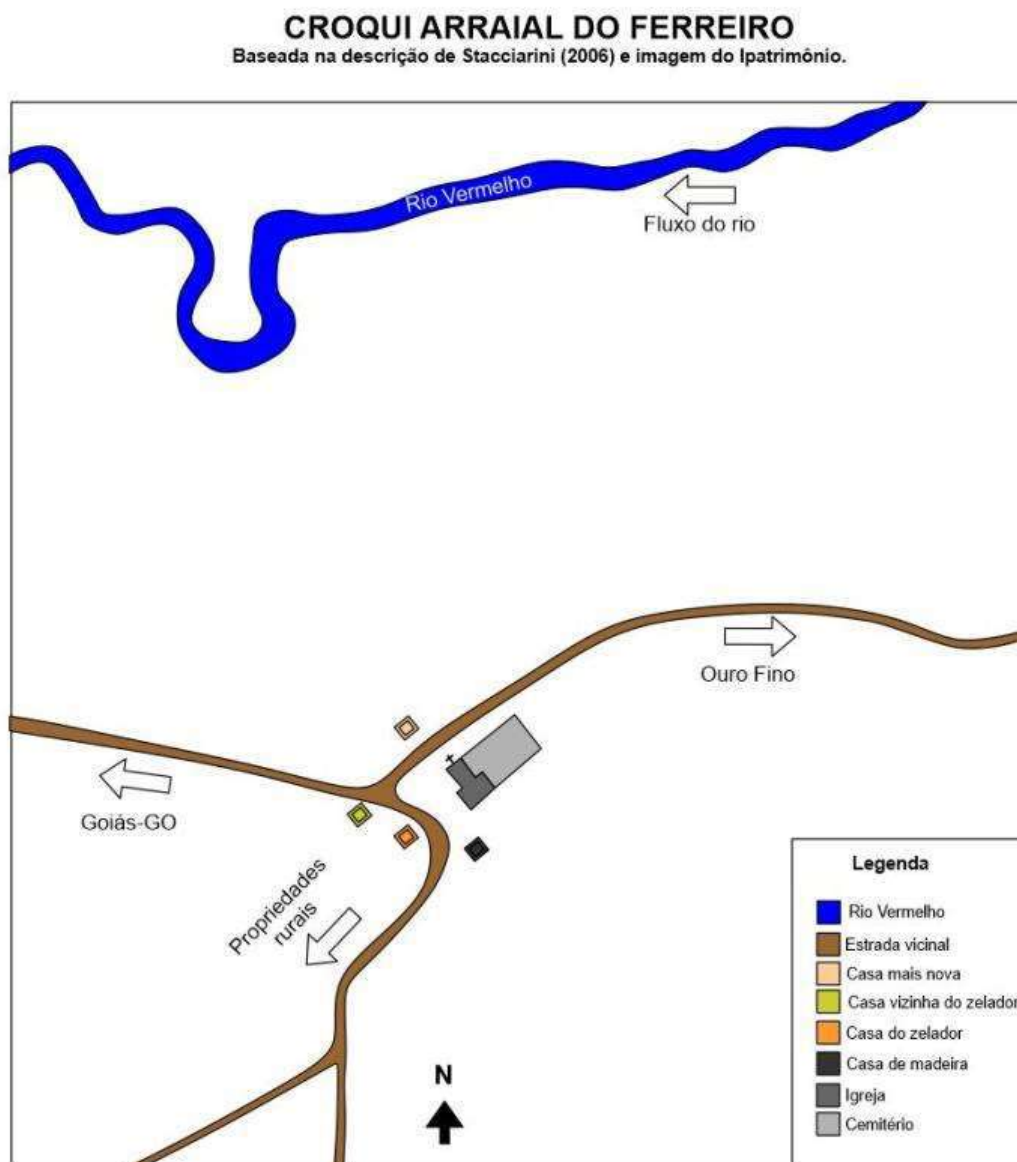 CROQUI ARRAIAL DO FERREIRO
Baseada na descrição de Stacciarini (2006) e imagem do Ipatrimônio.
Rio Vermelho
Fluxo do rio
Ouro Fino
Goiás-GO
Propriedades
rurais
N
Legenda
Rio Vermelho
Estrada vicinal
Casa mais nova
Casa vizinha do zelador
Casa do zelador
Casa de madeira
Igreja
Cemitério